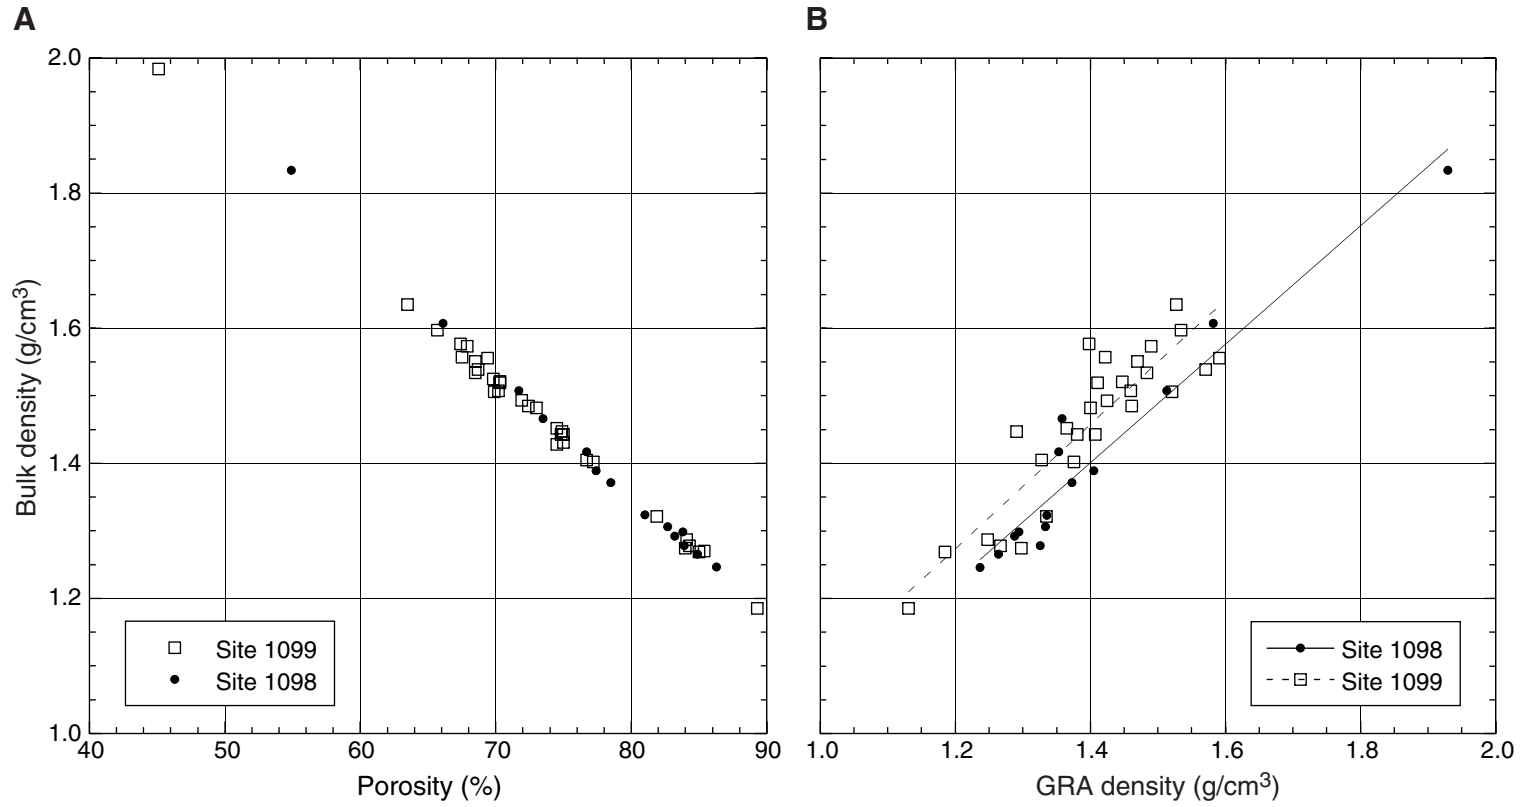 A
B
2.0
1.8
1.6
1.4
1.2
1.0
Bulk density (g/cm3)
40 50 60 70 80 90
Porosity (%)
Site 1099
Site 1098
1.0 1.2 1.4 1.6 1.8 2.0
GRA density (g/cm3)
Site 1098
Site 1099